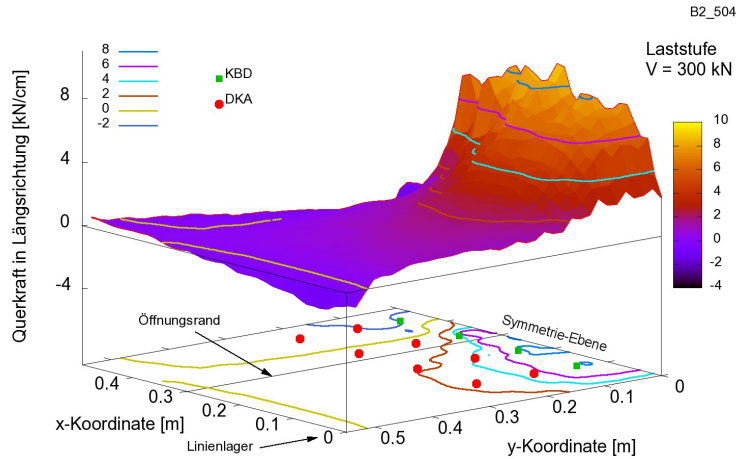 B2_504
Laststufe
V = 300 kN
8
6
4
2
0
-2
KBD
DKA
Querkraft in Längsrichtung [kN/cm]
8
4
0
-4
10
8
6
4
2
0
-2
-4
Öffnungsrand
Symmetrie-Ebene
0.4
0.3
0.2
0.1
0
x-Koordinate [m]
Linienlager
0.5
0.4
0.3
0.2
0.1
0
y-Koordinate [m]